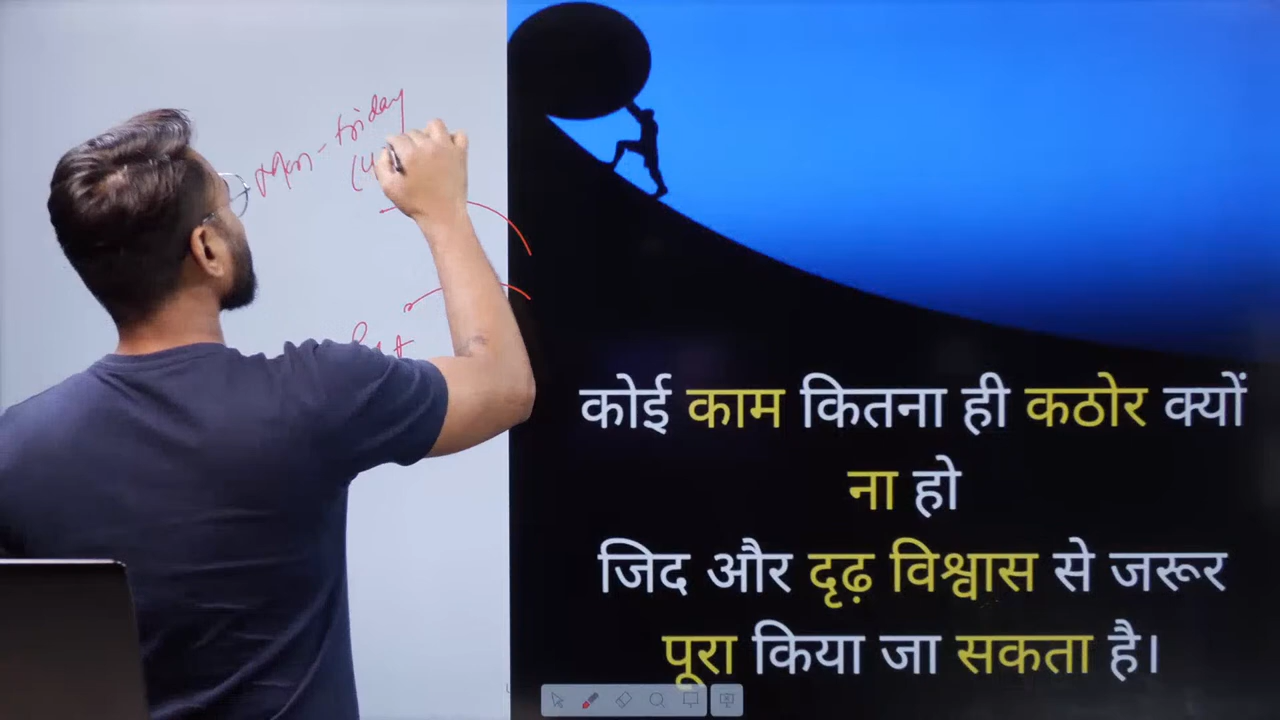 Mon - Friday
कोई काम कितना ही कठोर क्यों
ना हो
जिद और दृढ़ विश्वास से जरूर
पूरा किया जा सकता है।